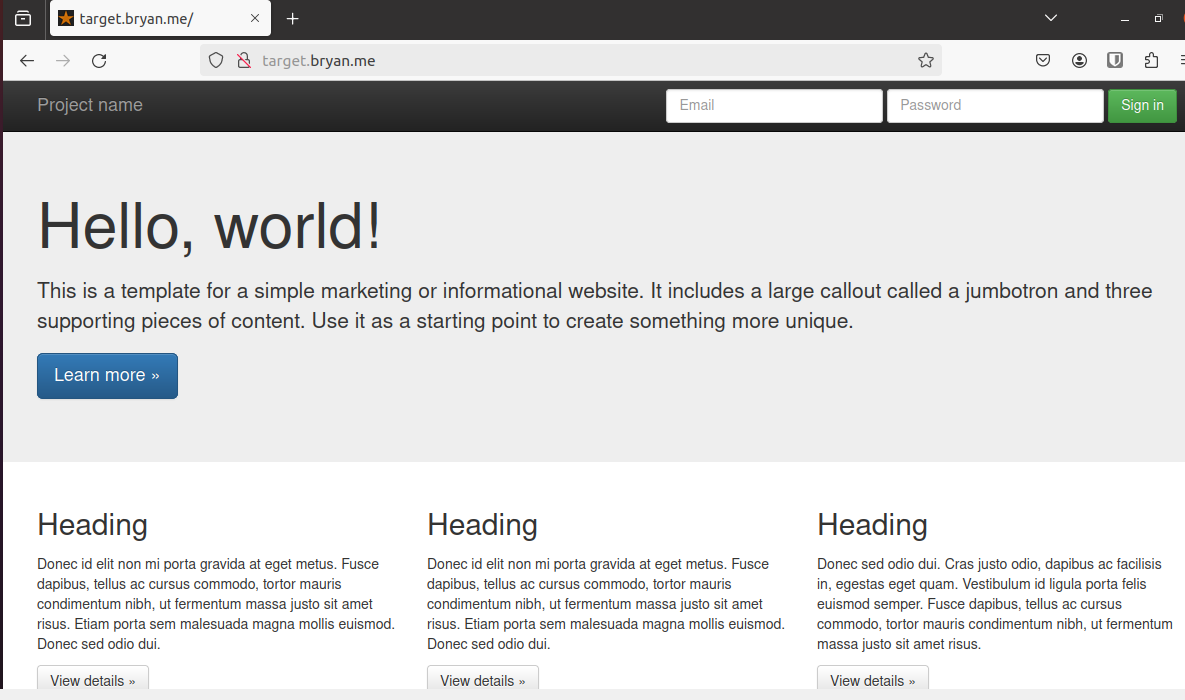 target.bryan.me/
target.bryan.me
Project name
Email
Password
Sign in
Hello, world!
This is a template for a simple marketing or informational website. It includes a large callout called a jumbotron and three
supporting pieces of content. Use it as a starting point to create something more unique.
Learn more »
Heading
Donec id elit non mi porta gravida at eget metus. Fusce
dapibus, tellus ac cursus commodo, tortor mauris
condimentum nibh, ut fermentum massa justo sit amet
risus. Etiam porta sem malesuada magna mollis euismod.
Donec sed odio dui.
View details »
Heading
Donec id elit non mi porta gravida at eget metus. Fusce
dapibus, tellus ac cursus commodo, tortor mauris
condimentum nibh, ut fermentum massa justo sit amet
risus. Etiam porta sem malesuada magna mollis euismod.
Donec sed odio dui.
View details »
Heading
Donec sed odio dui. Cras justo odio, dapibus ac facilisis
in, egestas eget quam. Vestibulum id ligula porta felis
euismod semper. Fusce dapibus, tellus ac cursus
commodo, tortor mauris condimentum nibh, ut fermentum
massa justo sit amet risus.
View details »